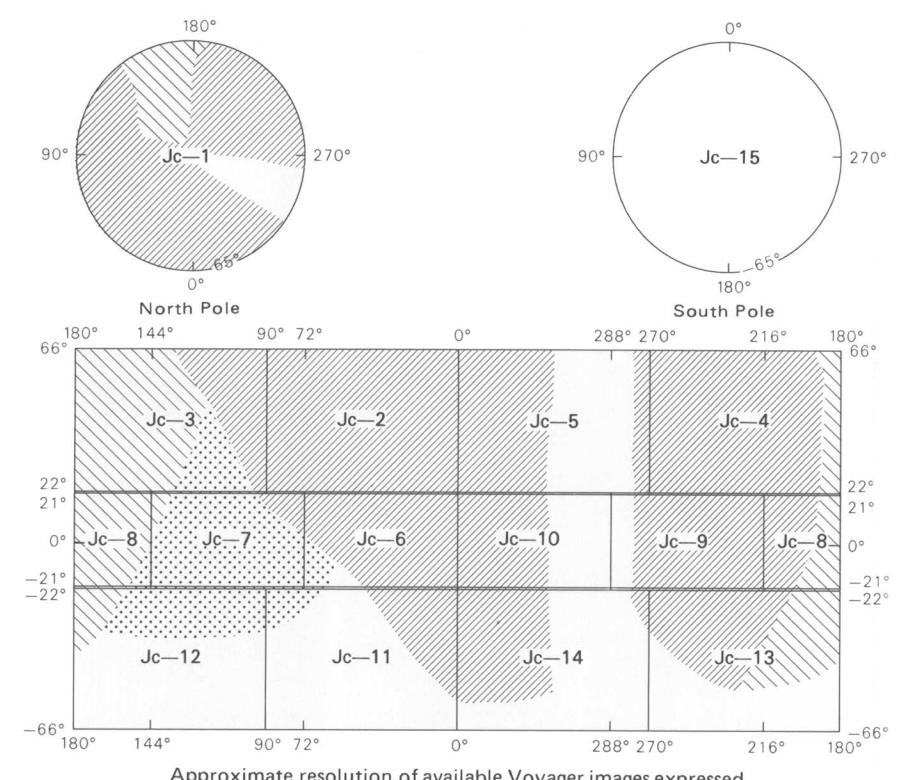 180° 0°
90° Jc—1 270° 90° Jc—15 270°
65° —65°
0° 180°
North Pole South Pole
180° 144° 90° 72° 0° 288° 270° 216° 180°
66° 66°
Jc—3 Jc—2 Jc—5 Jc—4
22° 22°
21° 21°
0° Jc—8 Jc—7 Jc—6 Jc—10 Jc—9 Jc—8 0°
—21° —21°
—22° —22°
Jc—12 Jc—11 Jc—14 Jc—13
—66° —66°
180° 144° 90° 72° 0° 288° 270° 216° 180°
Approximate resolution of available Voyager images expressed